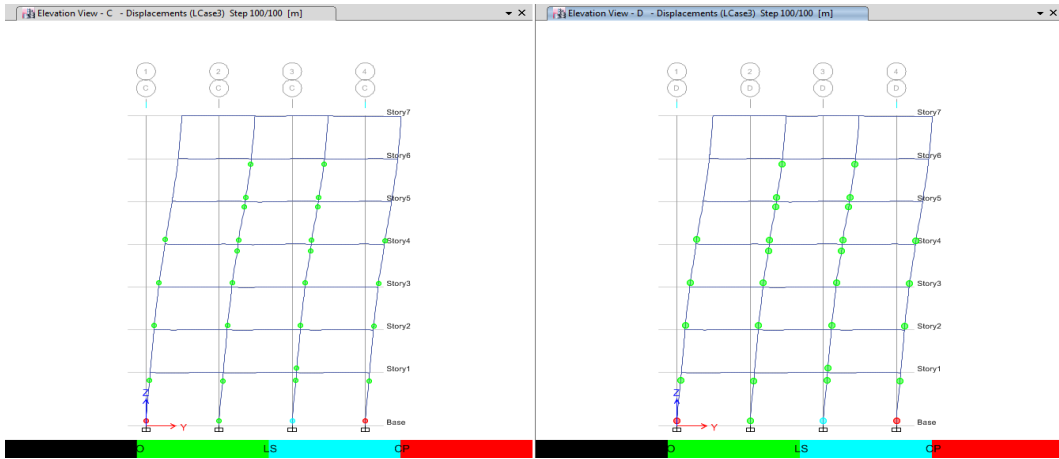 Elevation View - C - Displacements (LCase3) Step 100/100 [m]
1 2 3 4
C C C C
Story7
Story6
Story5
Story4
Story3
Story2
Story1
Z
Y
Base
O LS CP
Elevation View - D - Displacements (LCase3) Step 100/100 [m]
1 2 3 4
D D D D
Story7
Story6
Story5
Story4
Story3
Story2
Story1
Z
Y
Base
O LS CP